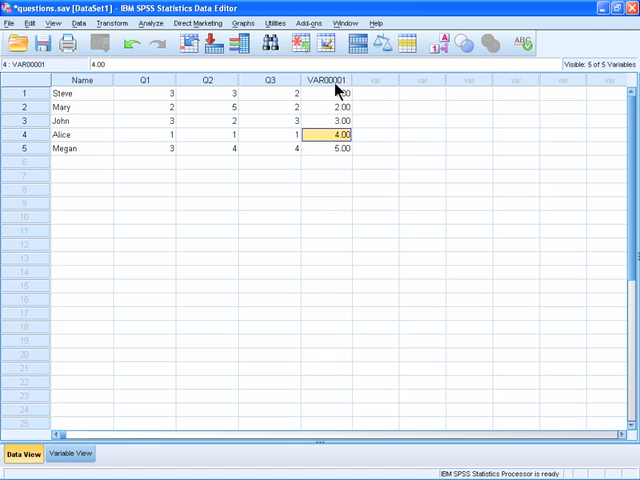 *questions.sav [DataSet1] - IBM SPSS Statistics Data Editor
File Edit View Data Transform Analyze Direct Marketing Graphs Utilities Add-ons Window Help
4 : VAR00001 4.00 Visible: 5 of 5 Variables
Name Q1 Q2 Q3 VAR00001 var var var var var var
1 Steve 3 3 2
2 Mary 2 5 2 2.00
3 John 3 2 3 3.00
4 Alice 1 1 1 4.00
5 Megan 3 4 4 5.00
6
7
8
9
10
11
12
13
14
15
16
17
18
19
20
21
22
23
24
25
Data View Variable View
IBM SPSS Statistics Processor is ready